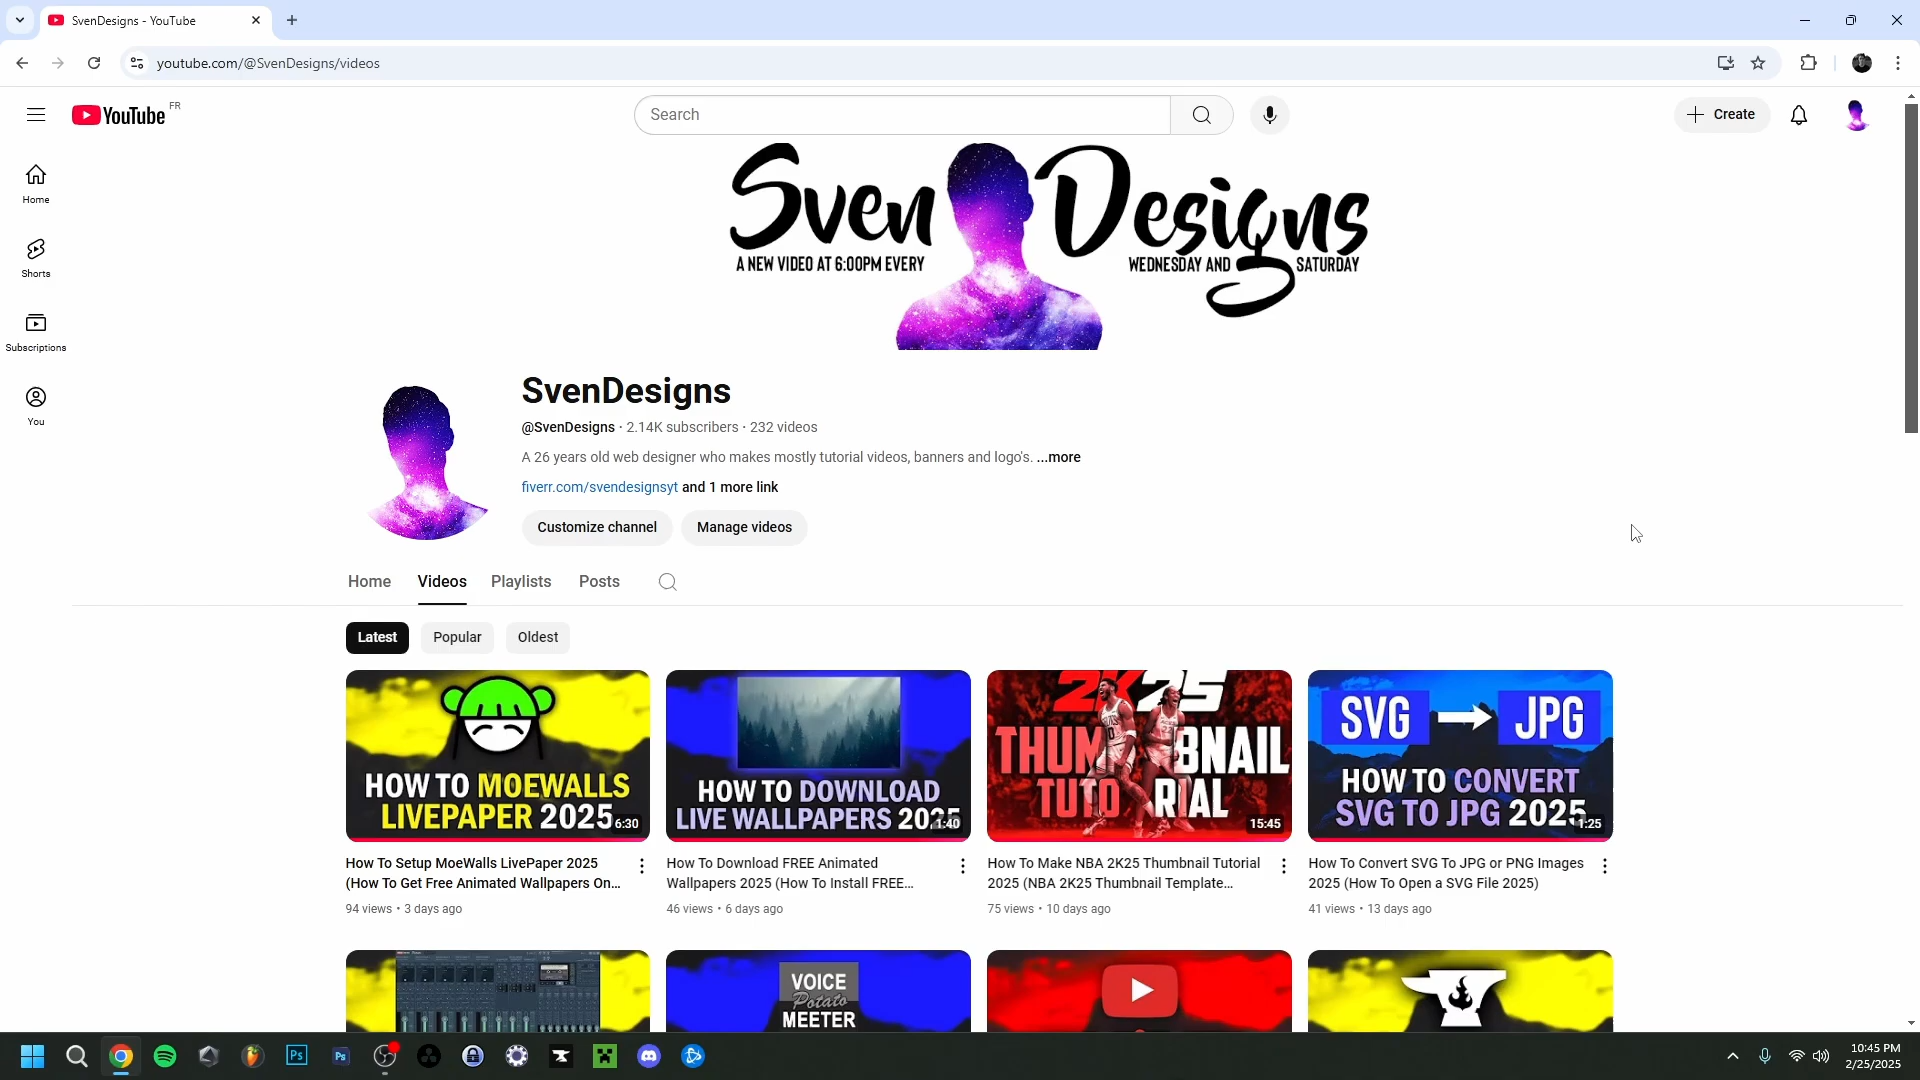 SvenDesigns - YouTube
youtube.com/@SvenDesigns/videos
YouTube FR
Search
Create
Home
Shorts
Subscriptions
You
Sven Designs
A NEW VIDEO AT 6:00PM EVERY WEDNESDAY AND SATURDAY
SvenDesigns
@SvenDesigns · 2.14K subscribers · 232 videos
A 26 years old web designer who makes mostly tutorial videos, banners and logo's. ...more
fiverr.com/svendesignsyt and 1 more link
Customize channel
Manage videos
Home Videos Playlists Posts
Latest Popular Oldest
HOW TO MOEWALLS
LIVEPAPER 2025
6:30
How To Setup MoeWalls LivePaper 2025
(How To Get Free Animated Wallpapers On...
94 views • 3 days ago
HOW TO DOWNLOAD
LIVE WALLPAPERS 2025
1:40
How To Download FREE Animated
Wallpapers 2025 (How To Install FREE...
46 views • 6 days ago
2K25
THUMBNAIL
TUTORIAL
15:45
How To Make NBA 2K25 Thumbnail Tutorial
2025 (NBA 2K25 Thumbnail Template...
75 views • 10 days ago
SVG JPG
HOW TO CONVERT
SVG TO JPG 2025
1:25
How To Convert SVG To JPG or PNG Images
2025 (How To Open a SVG File 2025)
41 views • 13 days ago
VOICE
Potato
MEETER
Ps
Ps
10:45 PM
2/25/2025